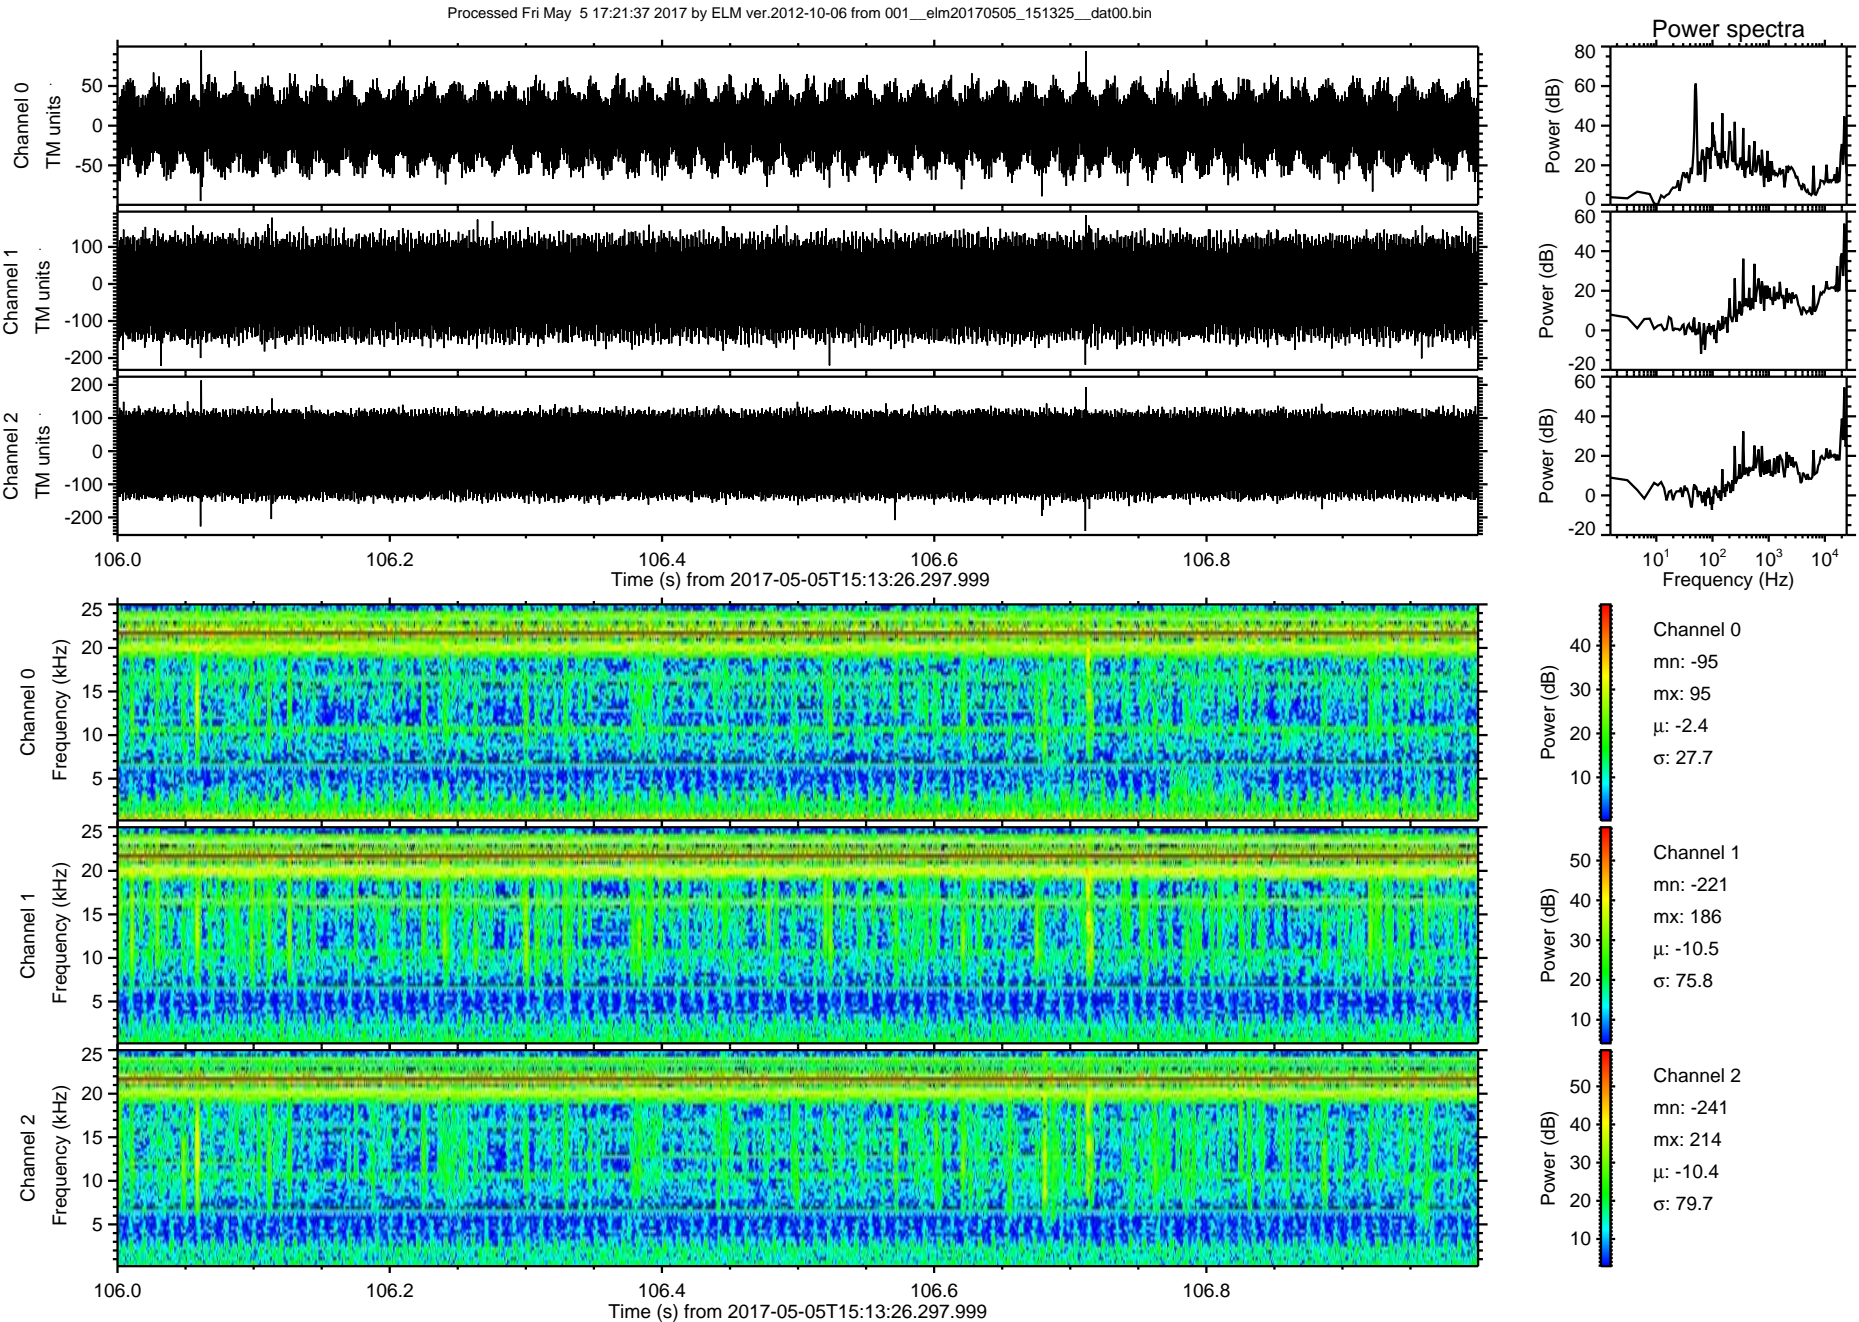 Processed Fri May  5 17:21:37 2017 by ELM ver.2012-10-06 from 001__elm20170505_151325__dat00.bin
Power spectra
Channel 0
TM units
50
0
-50
Power (dB)
80
60
40
20
0
Channel 1
TM units
100
0
-100
-200
Power (dB)
60
40
20
0
-20
Channel 2
TM units
200
100
0
-100
-200
Power (dB)
60
40
20
0
-20
106.0 106.2 106.4 106.6 106.8
Time (s) from 2017-05-05T15:13:26.297.999
10^1 10^2 10^3 10^4
Frequency (Hz)
Channel 0
Frequency (kHz)
25
20
15
10
5
Power (dB)
40
30
20
10
Channel 0
mn: -95
mx: 95
μ: -2.4
σ: 27.7
Channel 1
Frequency (kHz)
25
20
15
10
5
Power (dB)
50
40
30
20
10
Channel 1
mn: -221
mx: 186
μ: -10.5
σ: 75.8
Channel 2
Frequency (kHz)
25
20
15
10
5
Power (dB)
50
40
30
20
10
Channel 2
mn: -241
mx: 214
μ: -10.4
σ: 79.7
106.0 106.2 106.4 106.6 106.8
Time (s) from 2017-05-05T15:13:26.297.999